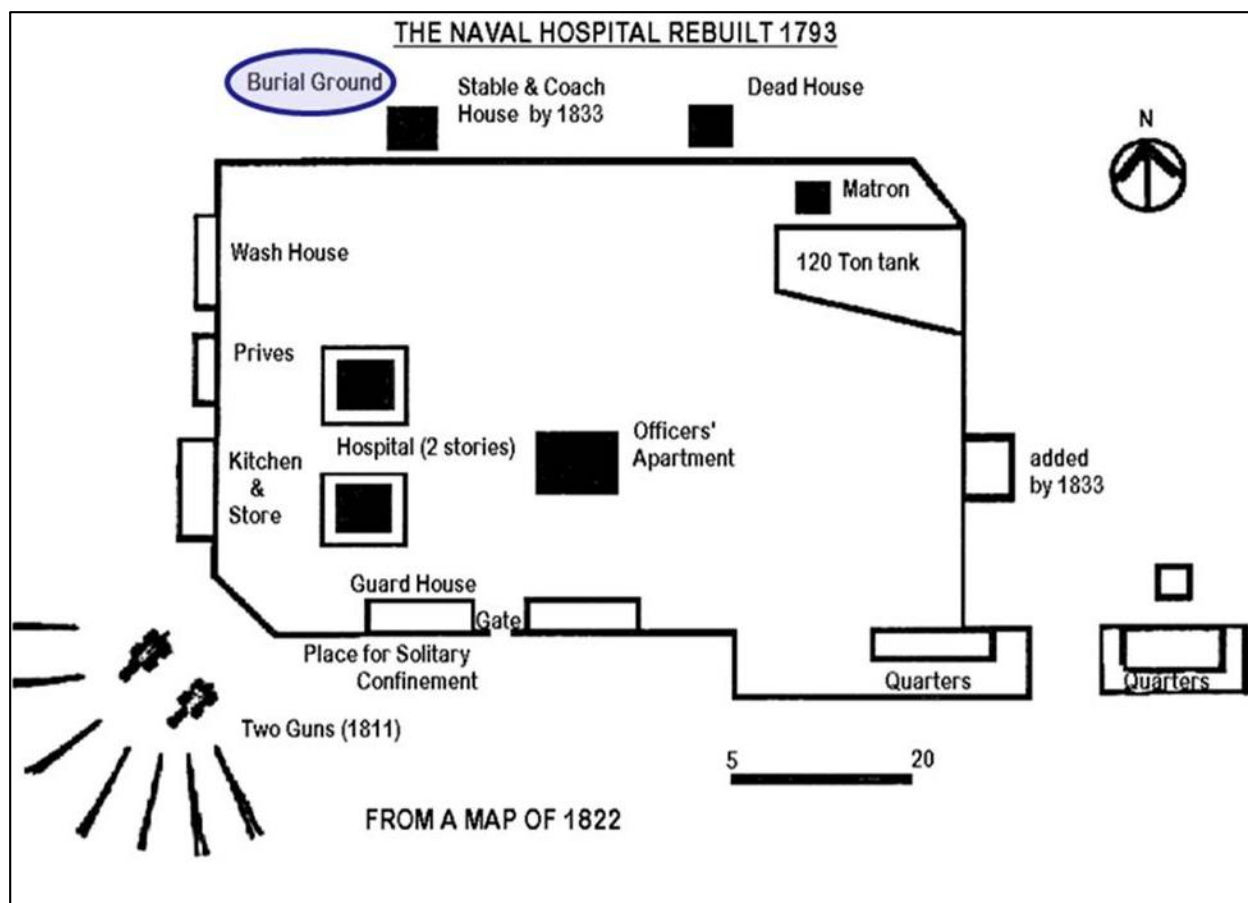 THE NAVAL HOSPITAL REBUILT 1793
Burial Ground
Stable & Coach
House by 1833
Dead House
N
Matron
Wash House
120 Ton tank
Prives
Hospital (2 stories)
Officers'
Apartment
Kitchen
&
Store
added
by 1833
Guard House
Gate
Place for Solitary
Confinement
Quarters
Quarters
Two Guns (1811)
5
20
FROM A MAP OF 1822